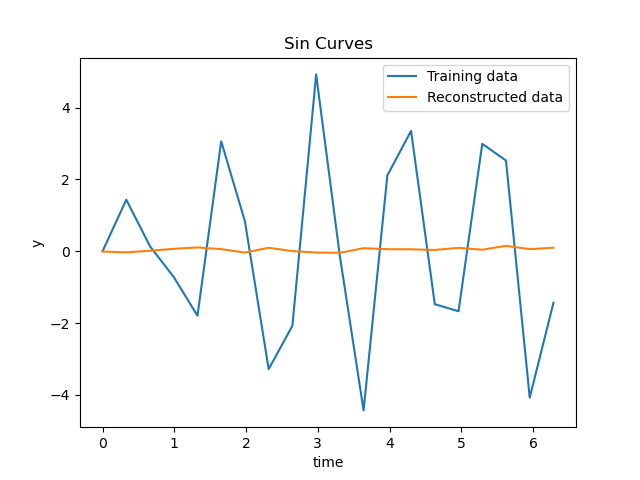 Sin Curves
Training data
Reconstructed data
y
4
2
0
−2
−4
0 1 2 3 4 5 6
time